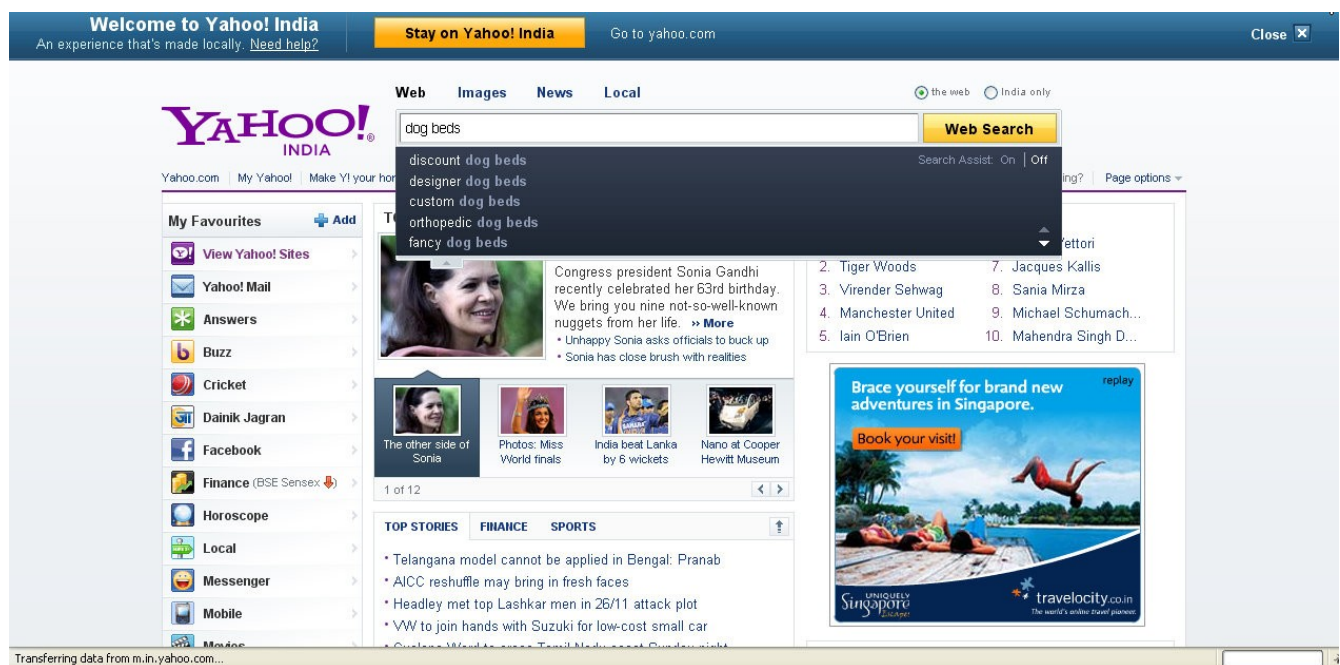 Welcome to Yahoo! India
An experience that's made locally. Need help?
Stay on Yahoo! India
Go to yahoo.com
Close
Web Images News Local
the web India only
YAHOO!
INDIA
dog beds
Web Search
discount dog beds
designer dog beds
custom dog beds
orthopedic dog beds
fancy dog beds
Search Assist: On | Off
Yahoo.com My Yahoo! Make Y! your
Page options
My Favourites
Add
View Yahoo! Sites
Yahoo! Mail
Answers
Buzz
Cricket
Dainik Jagran
Facebook
Finance (BSE Sensex )
Horoscope
Local
Messenger
Mobile
Movies
Congress president Sonia Gandhi
recently celebrated her 63rd birthday.
We bring you nine not-so-well-known
nuggets from her life. » More
• Unhappy Sonia asks officials to buck up
• Sonia has close brush with realities
The other side of
Sonia
Photos: Miss
World finals
India beat Lanka
by 6 wickets
Nano at Cooper
Hewitt Museum
1 of 12
TOP STORIES FINANCE SPORTS
• Telangana model cannot be applied in Bengal: Pranab
• AICC reshuffle may bring in fresh faces
• Headley met top Lashkar men in 26/11 attack plot
• VW to join hands with Suzuki for low-cost small car
2. Tiger Woods
3. Virender Sehwag
4. Manchester United
5. Iain O'Brien
7. Jacques Kallis
8. Sania Mirza
9. Michael Schumach...
10. Mahendra Singh D...
replay
Brace yourself for brand new
adventures in Singapore.
Book your visit!
UNIQUELY
Singapore
travelocity.co.in
The world's online travel pioneer.
Transferring data from m.in.yahoo.com...